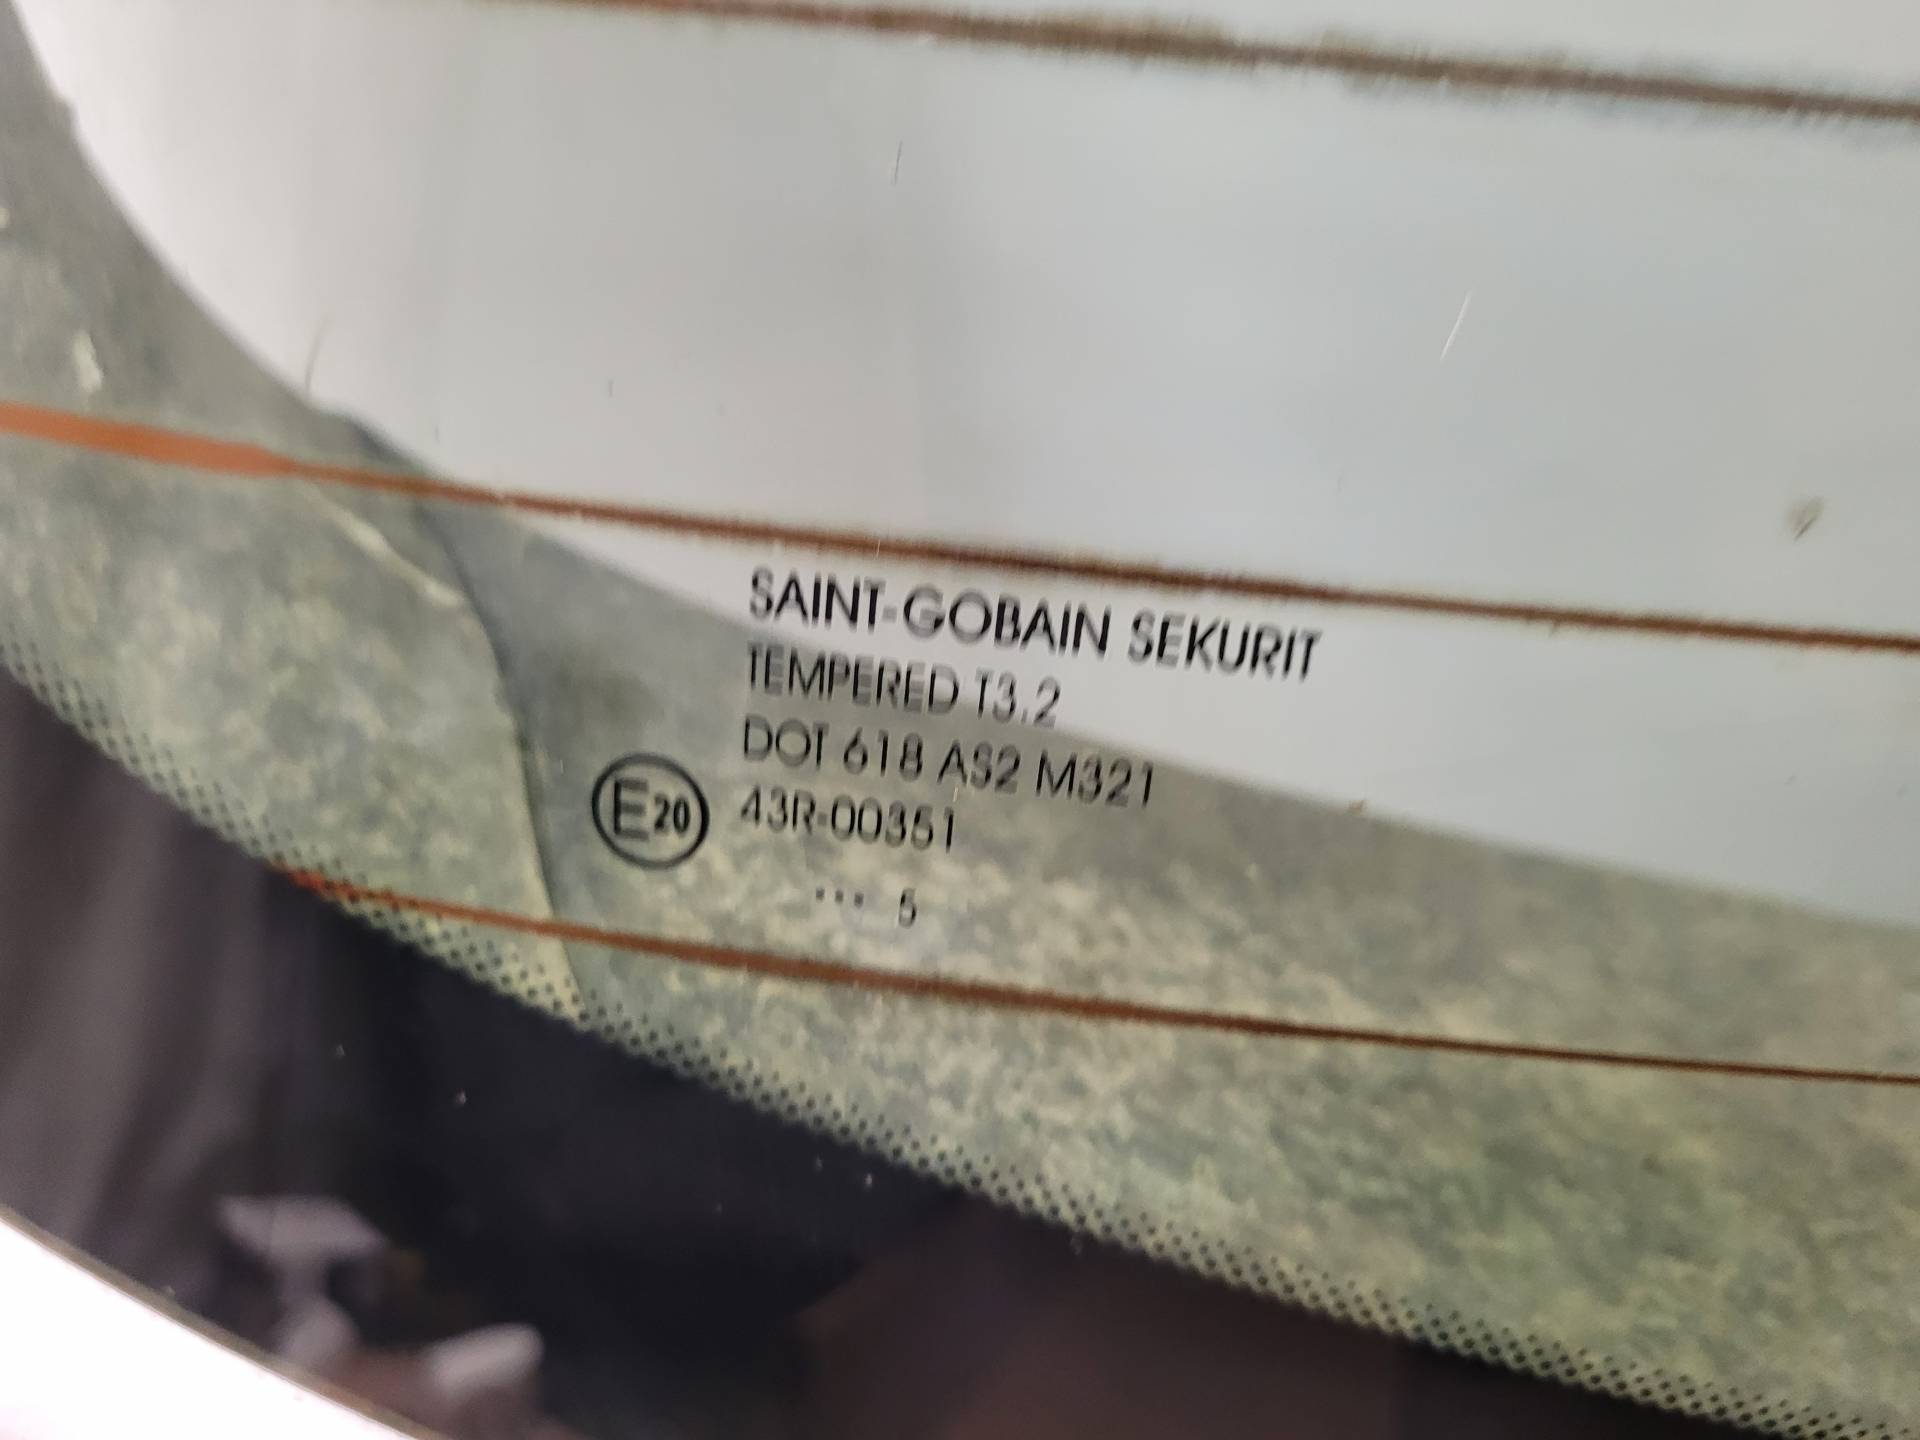 SAINT-GOBAIN SEKURIT
TEMPERED T3.2
DOT 618 AS2 M321
E20 43R-00351
... 5